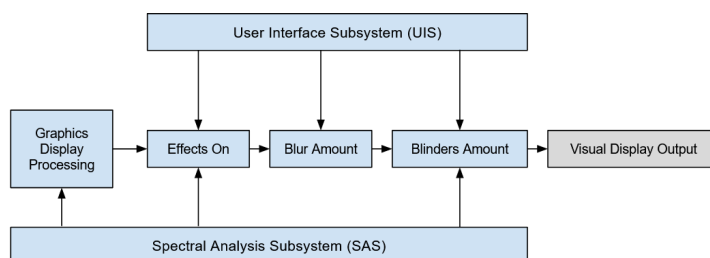 User Interface Subsystem (UIS)
Graphics
Display
Processing
Effects On
Blur Amount
Blinders Amount
Visual Display Output
Spectral Analysis Subsystem (SAS)